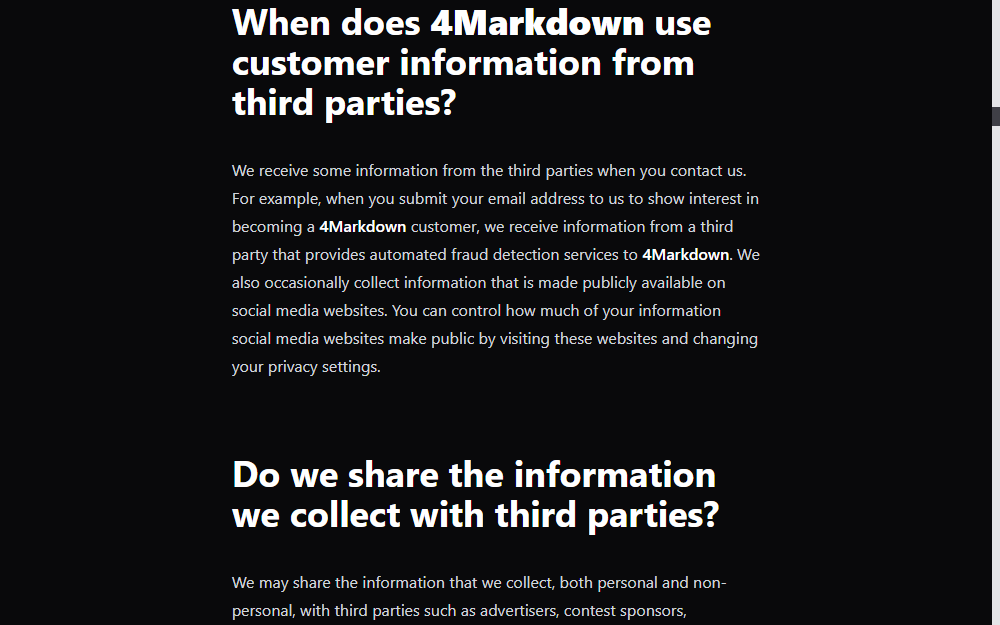 When does 4Markdown use
customer information from
third parties?
We receive some information from the third parties when you contact us.
For example, when you submit your email address to us to show interest in
becoming a 4Markdown customer, we receive information from a third
party that provides automated fraud detection services to 4Markdown. We
also occasionally collect information that is made publicly available on
social media websites. You can control how much of your information
social media websites make public by visiting these websites and changing
your privacy settings.
Do we share the information
we collect with third parties?
We may share the information that we collect, both personal and non-
personal, with third parties such as advertisers, contest sponsors,